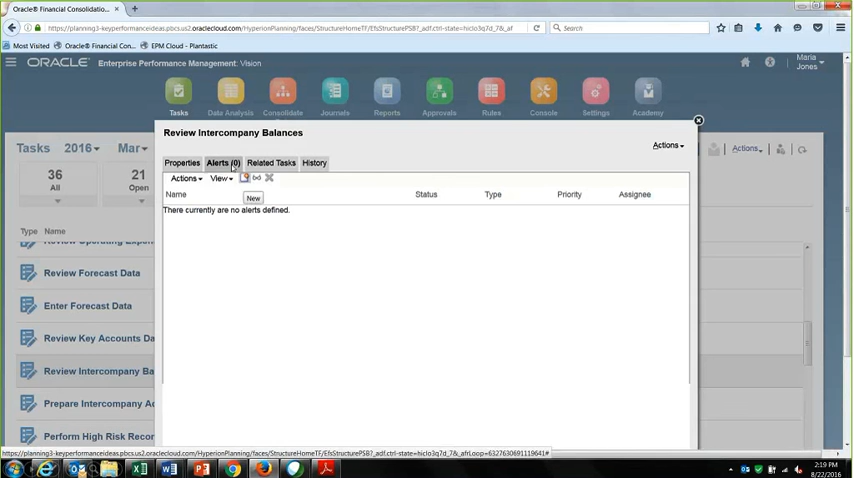 Oracle® Financial Consolidatio...
https://planning3-keyperformanceideas.pbcs.us2.oraclecloud.com/HyperionPlanning/faces/StructureHomeTF/EfsStructurePSB?_adf.ctrl-state=hiclo3q7d_7&_af
Search
Most Visited Oracle® Financial Con... EPM Cloud - Plantastic
ORACLE Enterprise Performance Management: Vision
Maria Jones
Tasks Data Analysis Consolidate Journals Reports Approvals Rules Console Settings Academy
Review Intercompany Balances
Actions
Tasks 2016 Mar
Actions
Properties Alerts (0) Related Tasks History
36 All
21 Open
Actions View
New
Name Status Type Priority Assignee
There currently are no alerts defined.
Type Name
Review Operating Expen
Review Forecast Data
Enter Forecast Data
Review Key Accounts Da
Review Intercompany Ba
Prepare Intercompany Ac
Perform High Risk Recor
https://planning3-keyperformanceideas.pbcs.us2.oraclecloud.com/HyperionPlanning/faces/StructureHomeTF/EfsStructurePSB?_adf.ctrl-state=hiclo3q7d_7&_afrLoop=6327630691119641#
2:19 PM
8/22/2016